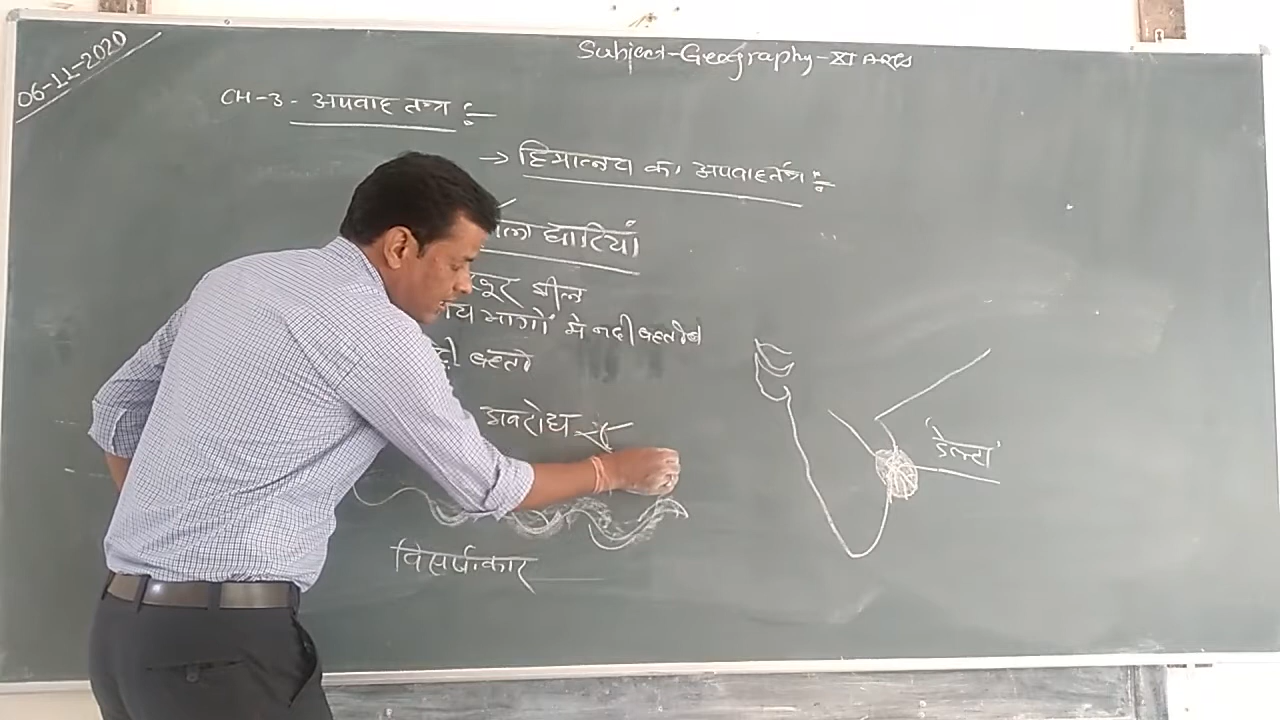 06-11-2020
Subject-Geography-XI ARTS
CH-3 - अपवाह तन्त्र :-
→ हिमालय का अपवाहतंत्र :-
घाटियां
शील
भागों में नदी बहती
बहती
अवरोध
'डेल्टा'
विसर्पाकार